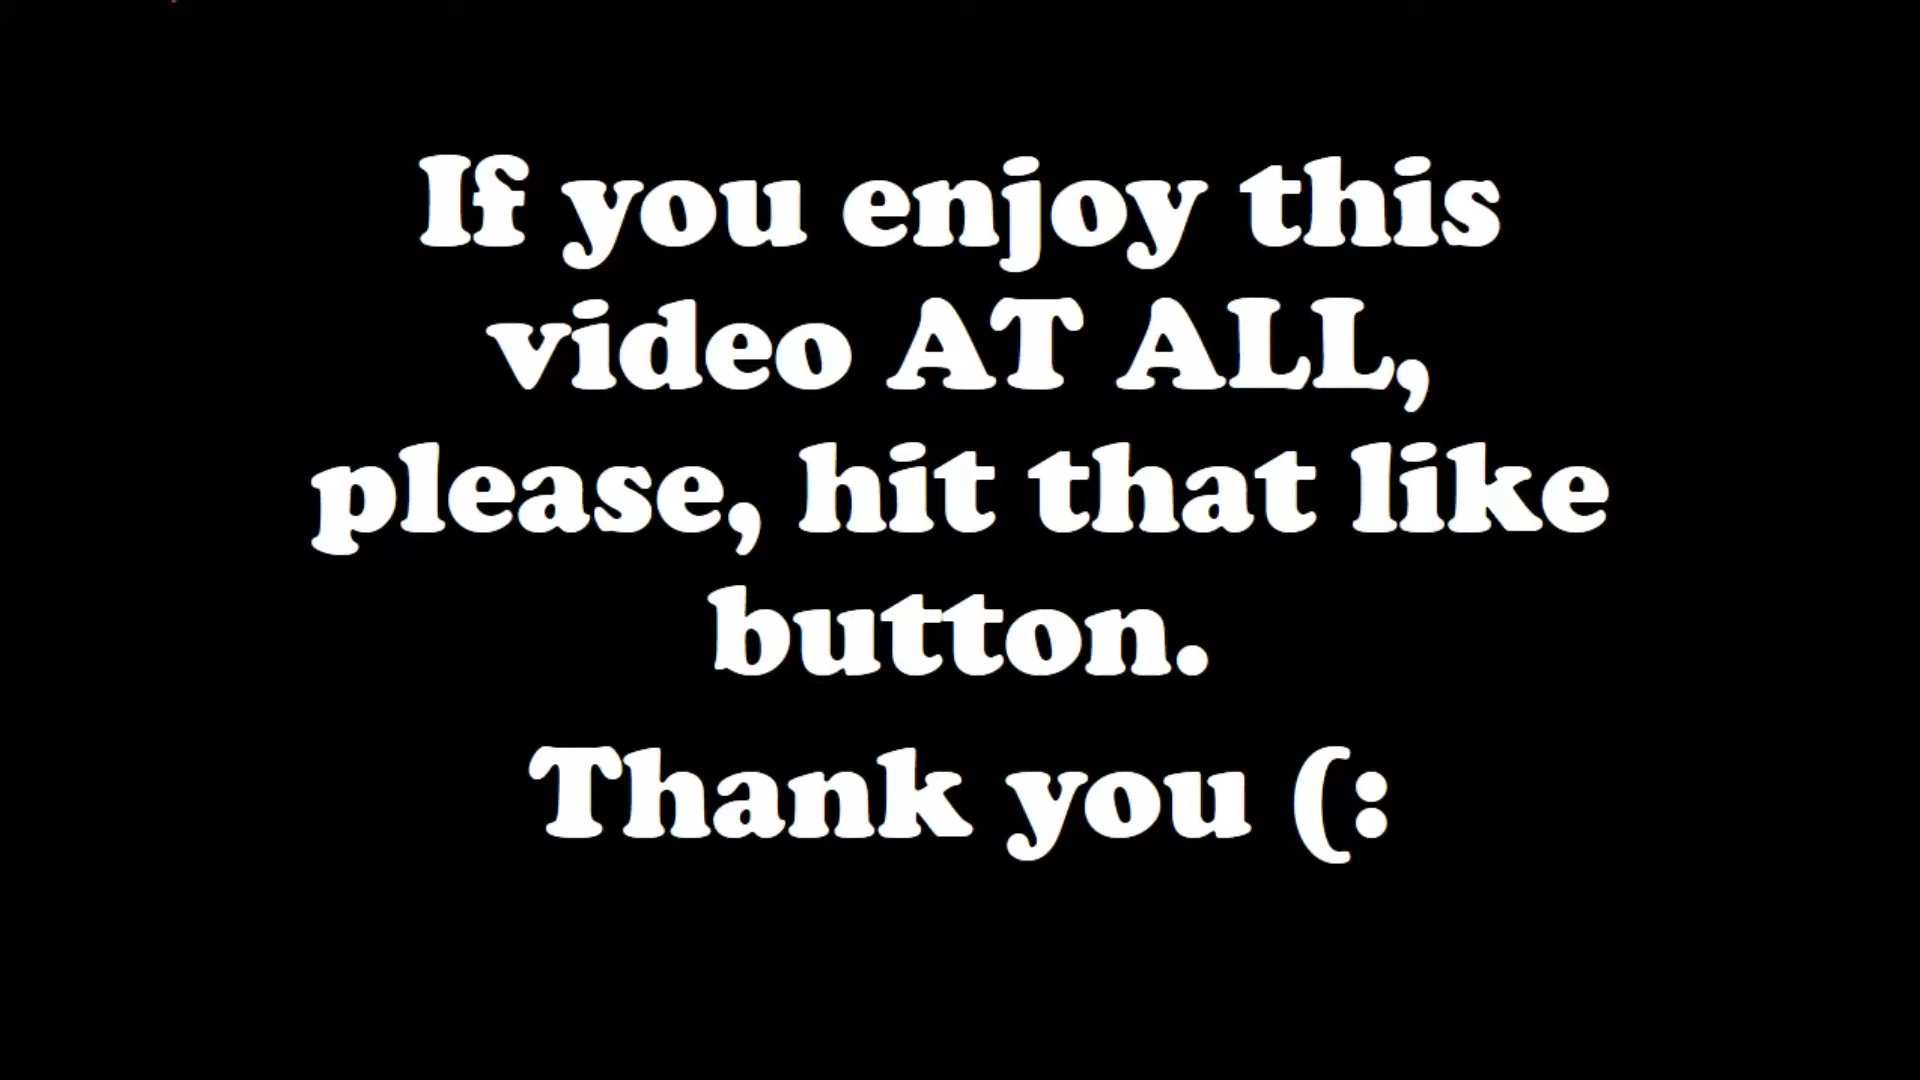 If you enjoy this
video AT ALL,
please, hit that like
button.
Thank you (: